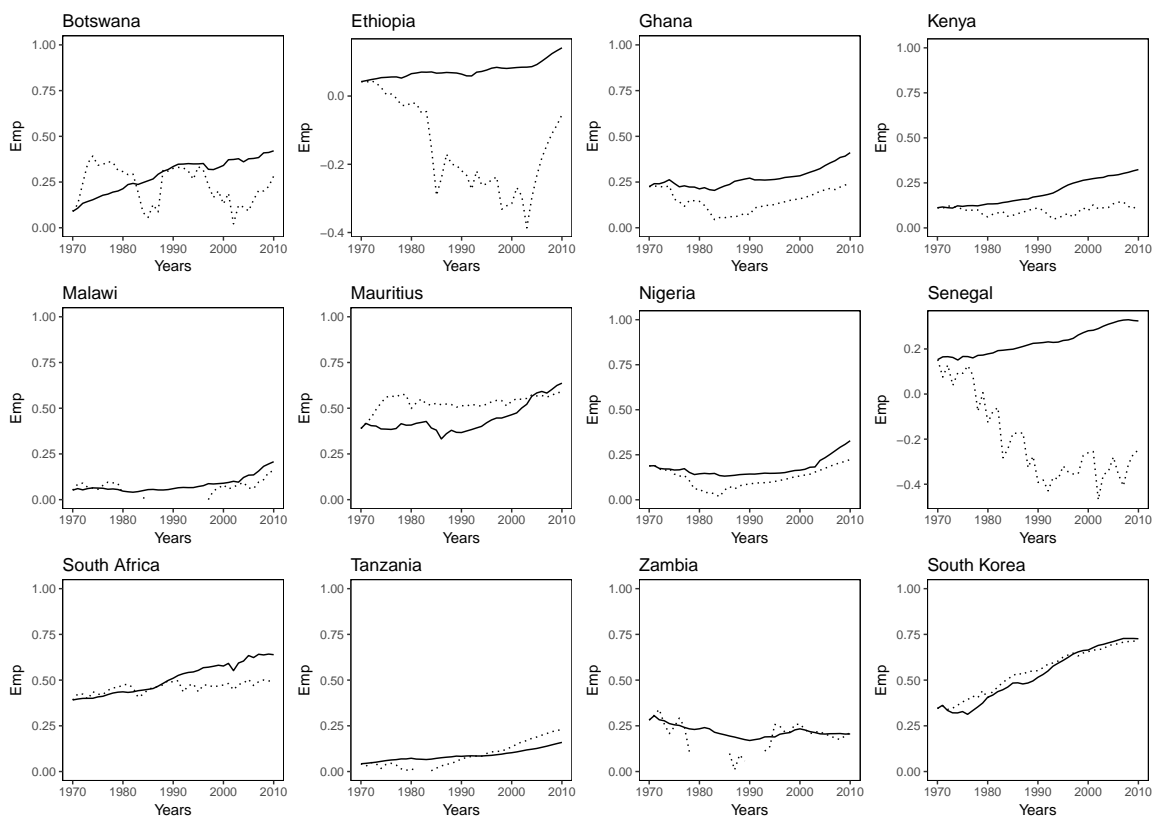 Botswana
1.00
0.75
0.50
0.25
0.00
Emp
1970 1980 1990 2000 2010
Years
Ethiopia
0.0
−0.2
−0.4
Emp
1970 1980 1990 2000 2010
Years
Ghana
1.00
0.75
0.50
0.25
0.00
Emp
1970 1980 1990 2000 2010
Years
Kenya
1.00
0.75
0.50
0.25
0.00
Emp
1970 1980 1990 2000 2010
Years
Malawi
1.00
0.75
0.50
0.25
0.00
Emp
1970 1980 1990 2000 2010
Years
Mauritius
1.00
0.75
0.50
0.25
0.00
Emp
1970 1980 1990 2000 2010
Years
Nigeria
1.00
0.75
0.50
0.25
0.00
Emp
1970 1980 1990 2000 2010
Years
Senegal
0.2
0.0
−0.2
−0.4
Emp
1970 1980 1990 2000 2010
Years
South Africa
1.00
0.75
0.50
0.25
0.00
Emp
1970 1980 1990 2000 2010
Years
Tanzania
1.00
0.75
0.50
0.25
0.00
Emp
1970 1980 1990 2000 2010
Years
Zambia
1.00
0.75
0.50
0.25
0.00
Emp
1970 1980 1990 2000 2010
Years
South Korea
1.00
0.75
0.50
0.25
0.00
Emp
1970 1980 1990 2000 2010
Years